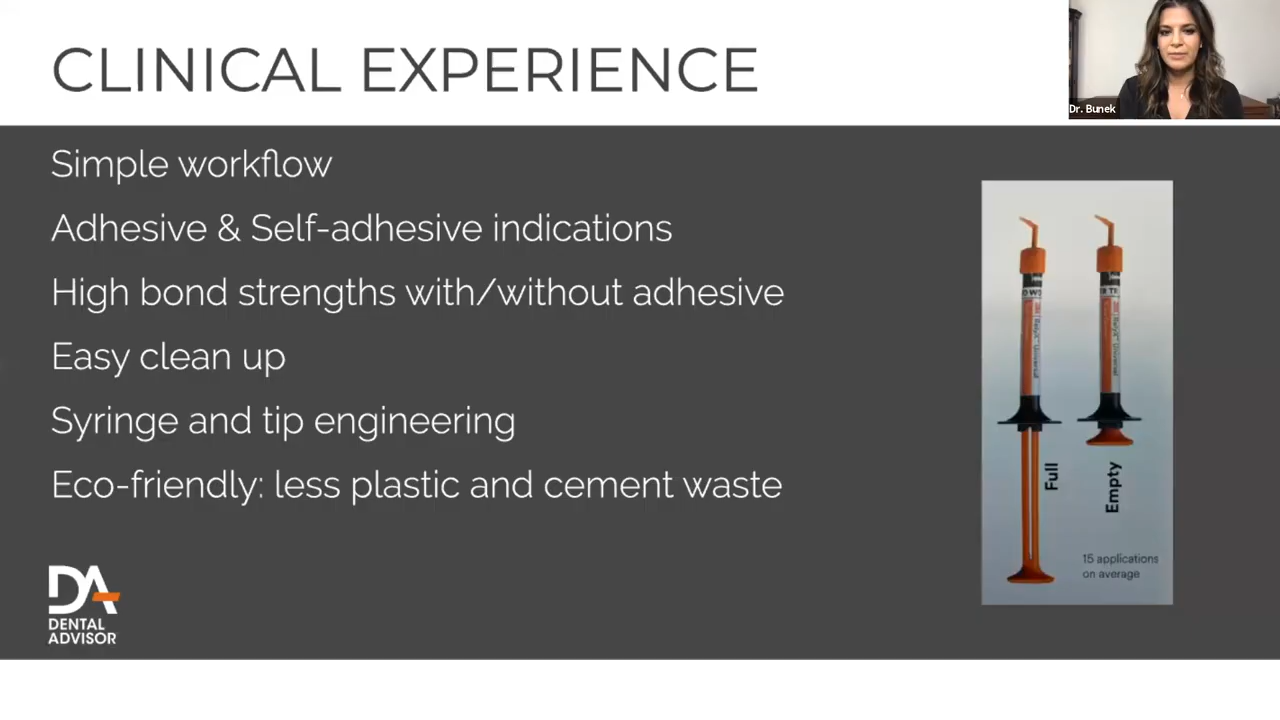 CLINICAL EXPERIENCE
Dr. Bunek
Simple workflow
Adhesive & Self-adhesive indications
High bond strengths with/without adhesive
Easy clean up
Syringe and tip engineering
Eco-friendly: less plastic and cement waste
Full
Empty
15 applications
on average
DA
DENTAL
ADVISOR